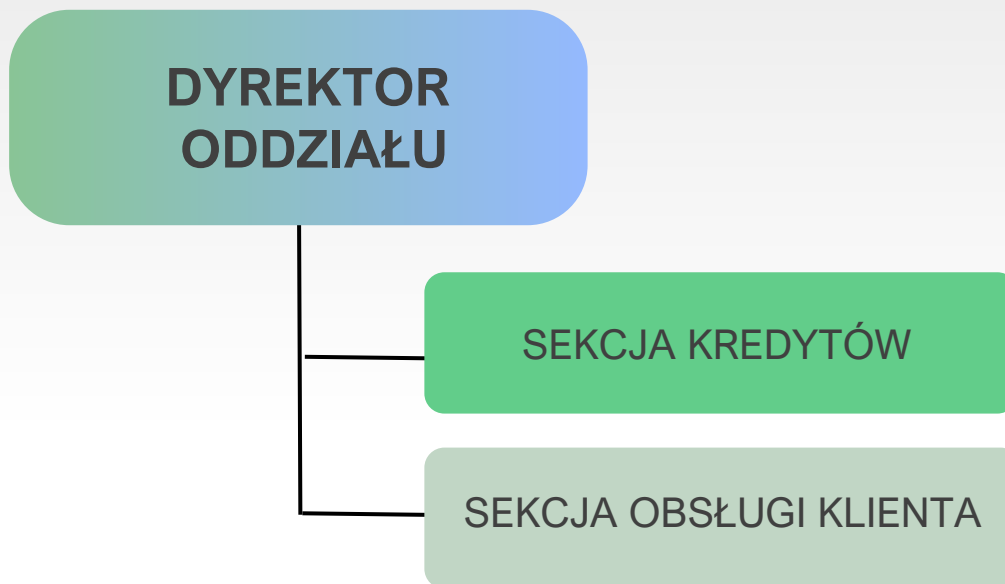 DYREKTOR
ODDZIAŁU
SEKCJA KREDYTÓW
SEKCJA OBSŁUGI KLIENTA